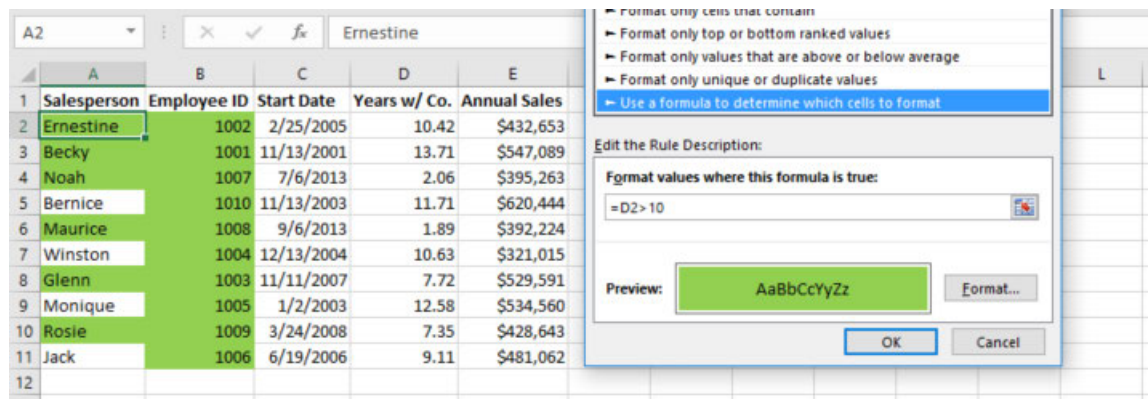 A2 fx Ernestine
Format only cells that contain
Format only top or bottom ranked values
Format only values that are above or below average
Format only unique or duplicate values
Use a formula to determine which cells to format
Edit the Rule Description:
Format values where this formula is true:
=D2>10
Preview: AaBbCcYyZz Format...
OK Cancel
A B C D E L
1 Salesperson Employee ID Start Date Years w/ Co. Annual Sales
2 Ernestine 1002 2/25/2005 10.42 $432,653
3 Becky 1001 11/13/2001 13.71 $547,089
4 Noah 1007 7/6/2013 2.06 $395,263
5 Bernice 1010 11/13/2003 11.71 $620,444
6 Maurice 1008 9/6/2013 1.89 $392,224
7 Winston 1004 12/13/2004 10.63 $321,015
8 Glenn 1003 11/11/2007 7.72 $529,591
9 Monique 1005 1/2/2003 12.58 $534,560
10 Rosie 1009 3/24/2008 7.35 $428,643
11 Jack 1006 6/19/2006 9.11 $481,062
12